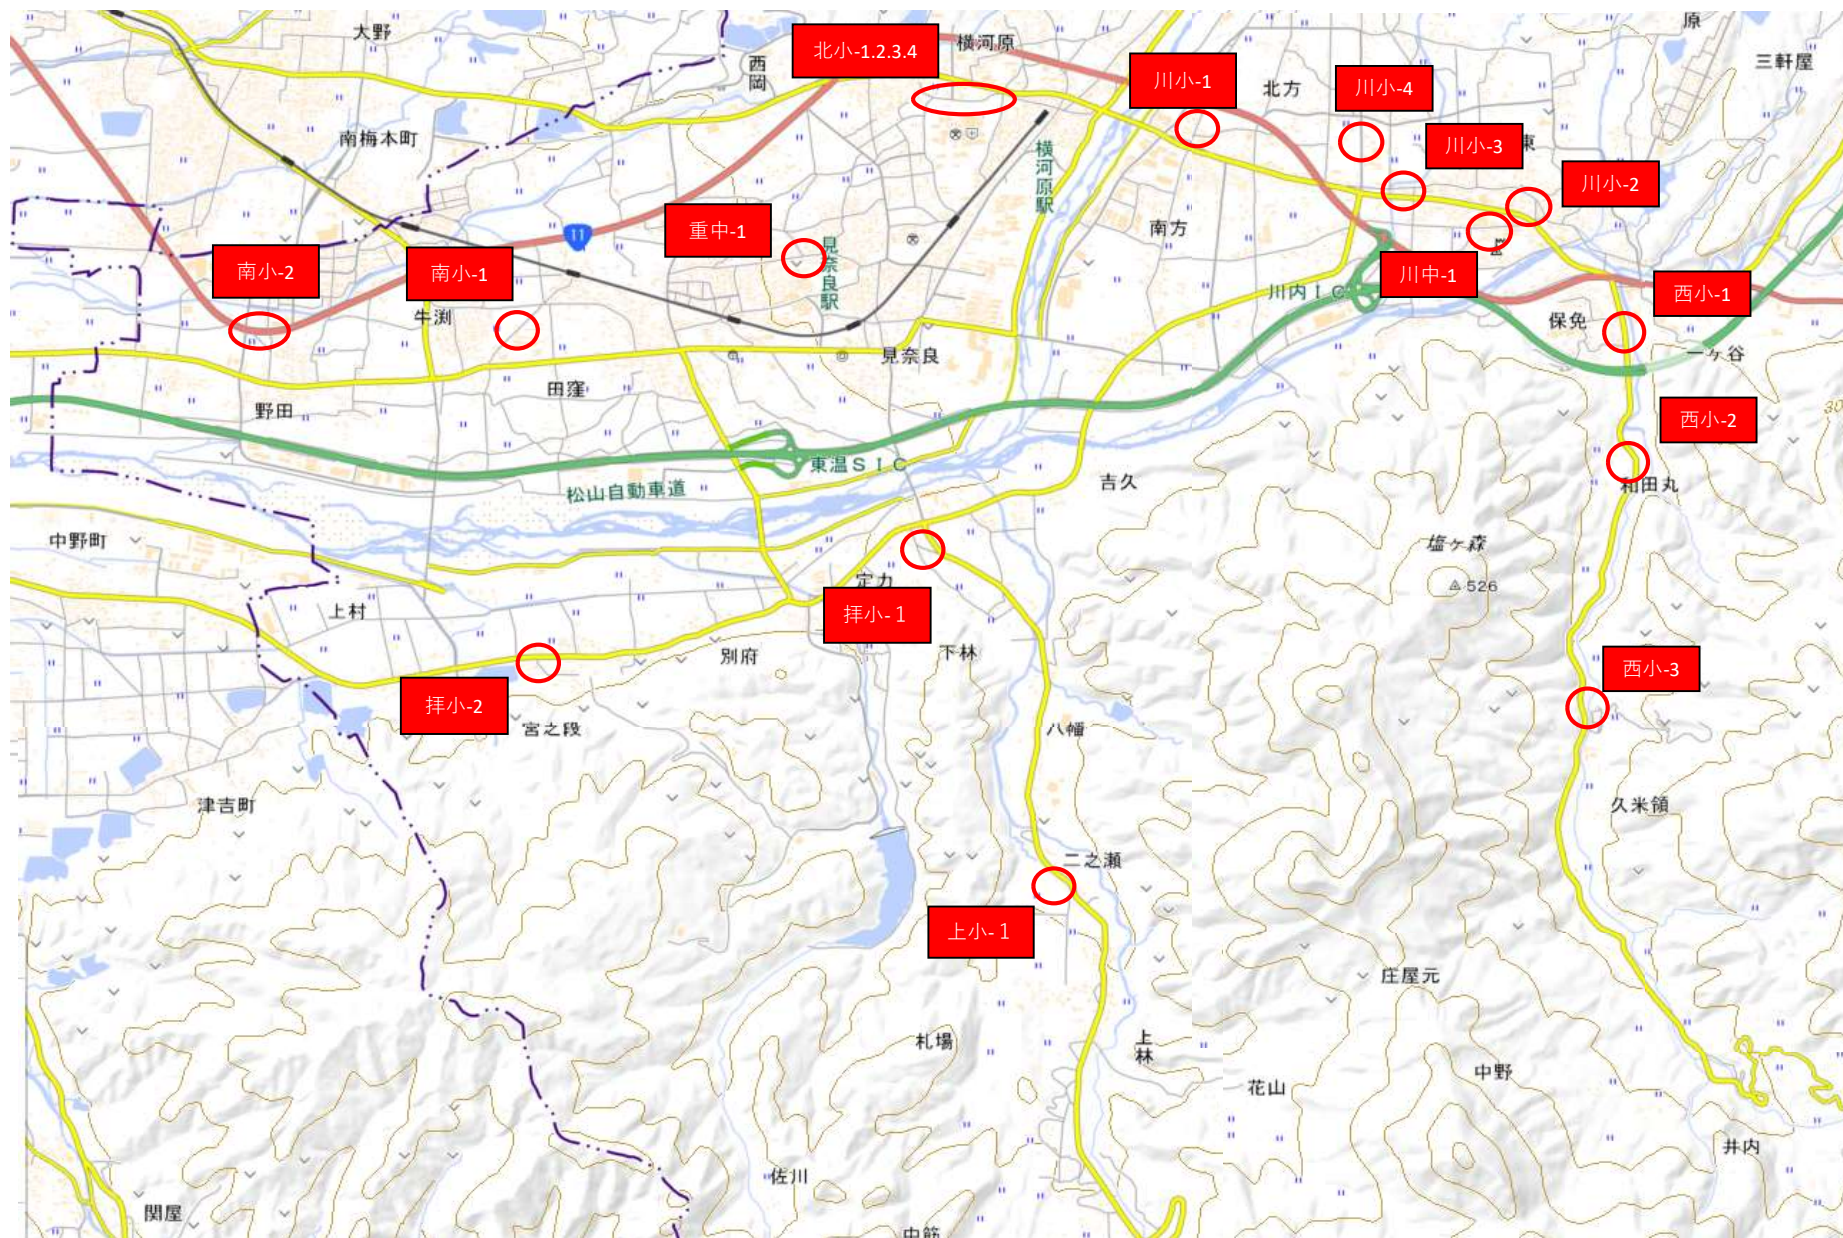 大野
西岡
北小-1.2.3.4
横河原
川小-1
北方
川小-4
原
三軒屋
南梅本町
川小-3
東
川小-2
横河原駅
南小-2
南小-1
11
重中-1
見奈良駅
南方
川内ＩＣ
川中-1
西小-1
保免
一ヶ谷
牛渕
見奈良
田窪
野田
西小-2
30
東温ＳＩＣ
松山自動車道
吉久
和田丸
中野町
塩ヶ森
526
定力
上村
拝小-１
別府
下林
西小-3
拝小-2
宮之段
八幡
津吉町
久米領
二之瀬
上小-１
庄屋元
札場
上林
花山
中野
井内
佐川
関屋
中筋